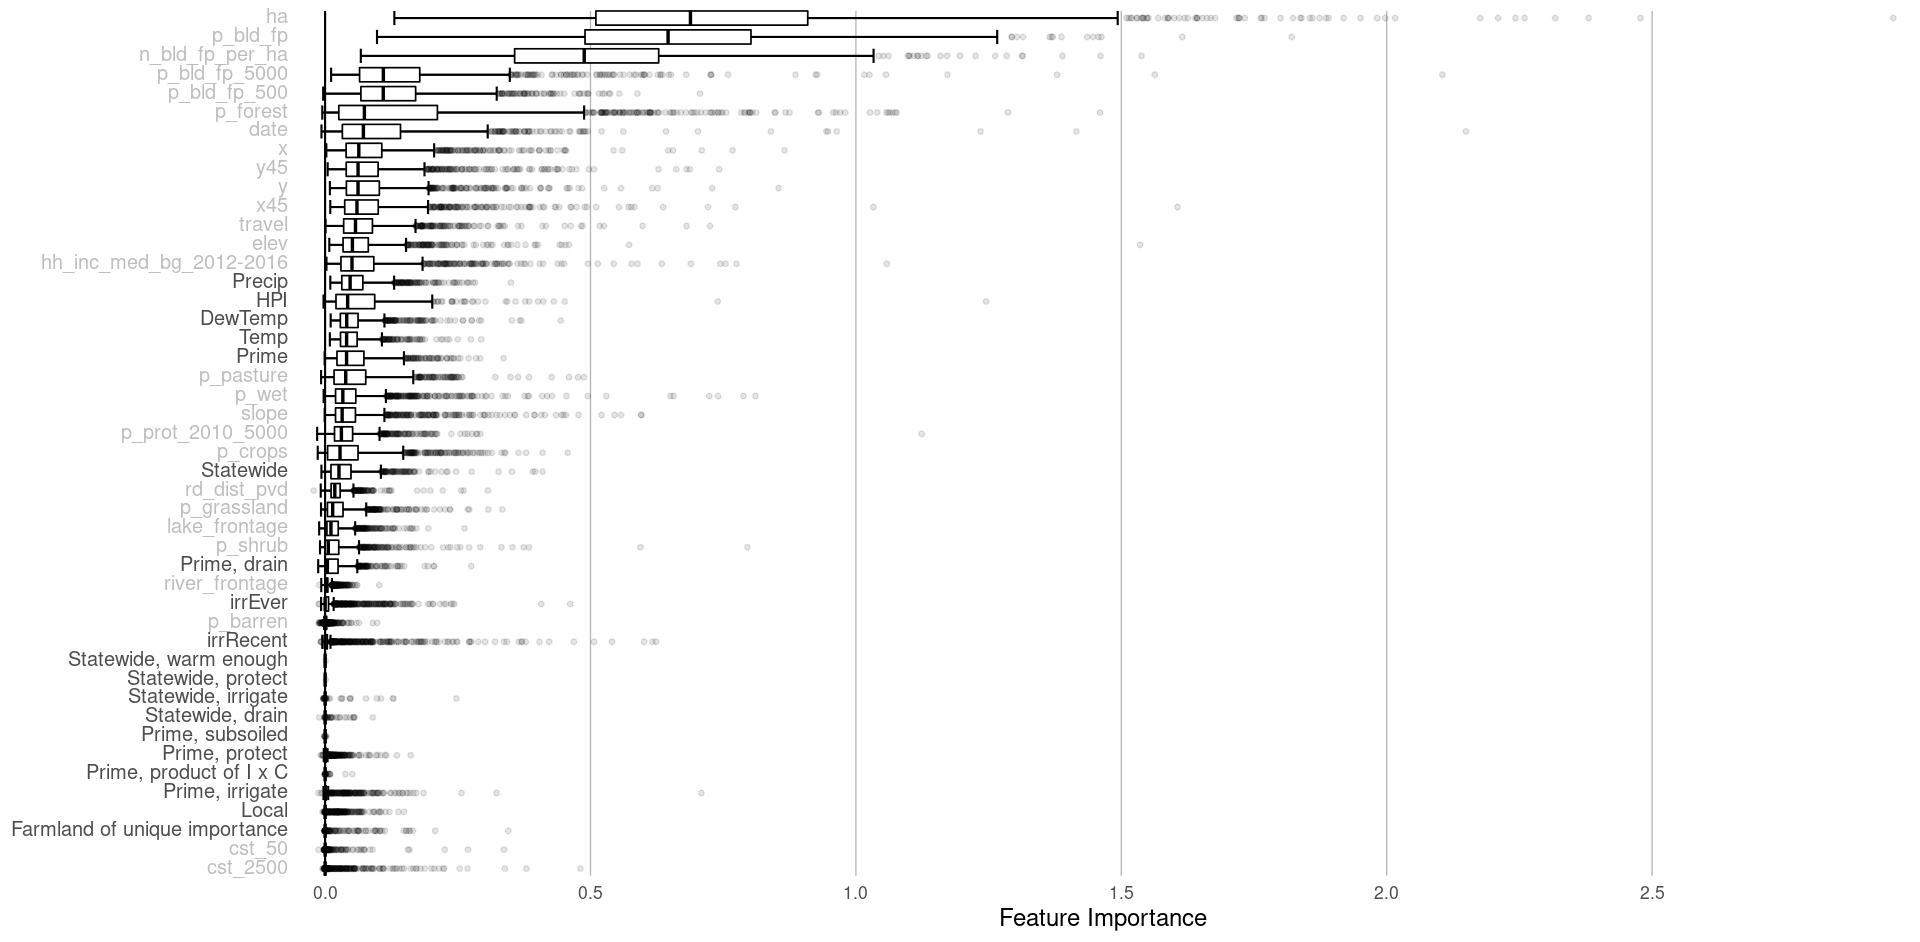 ha
p_bld_fp
n_bld_fp_per_ha
p_bld_fp_5000
p_bld_fp_500
p_forest
date
x
y45
y
x45
travel
elev
hh_inc_med_bg_2012-2016
Precip
HPI
DewTemp
Temp
Prime
p_pasture
p_wet
slope
p_prot_2010_5000
p_crops
Statewide
rd_dist_pvd
p_grassland
lake_frontage
p_shrub
Prime, drain
river_frontage
irrEver
p_barren
irrRecent
Statewide, warm enough
Statewide, protect
Statewide, irrigate
Statewide, drain
Prime, subsoiled
Prime, protect
Prime, product of I x C
Prime, irrigate
Local
Farmland of unique importance
cst_50
cst_2500
0.0 0.5 1.0 1.5 2.0 2.5
Feature Importance